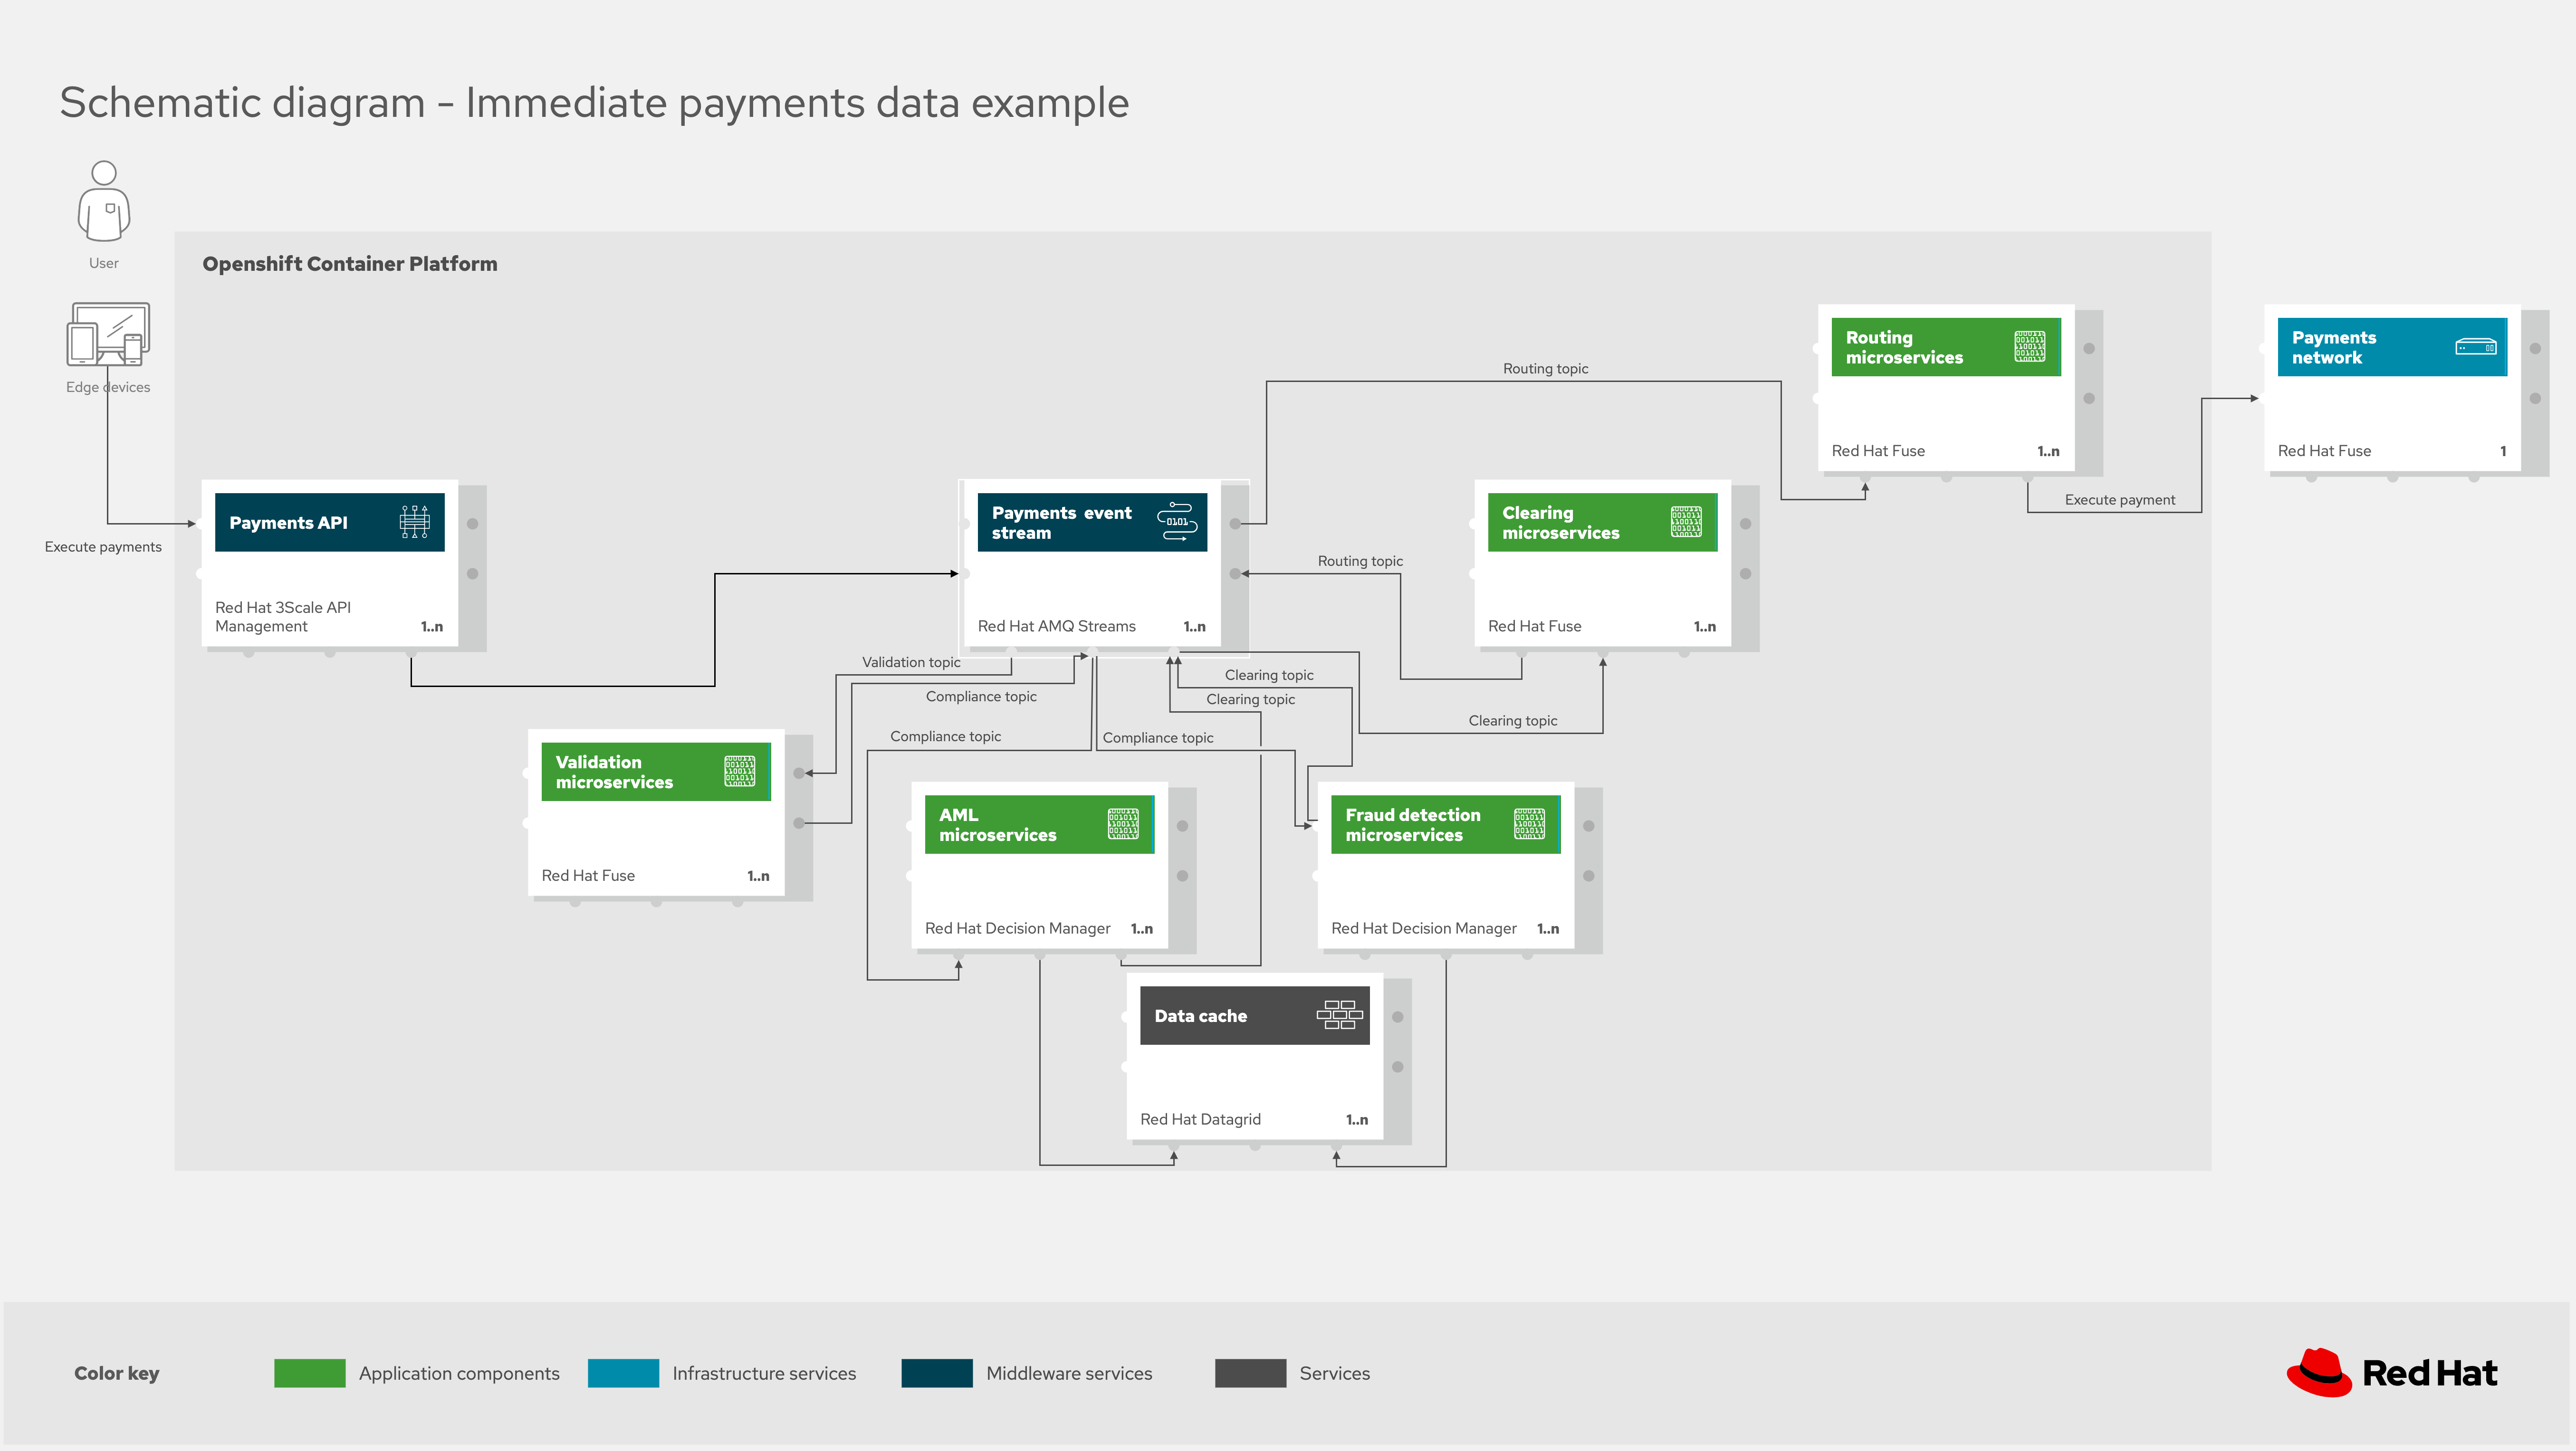 Schematic diagram - Immediate payments data example
User
Edge devices
Execute payments
Openshift Container Platform
Payments API
Red Hat 3Scale API
Management
1..n
Payments event
stream
0101
Red Hat AMQ Streams
1..n
Routing topic
Routing
microservices
Red Hat Fuse
1..n
Execute payment
Payments
network
Red Hat Fuse
1
Routing topic
Clearing
microservices
Red Hat Fuse
1..n
Validation topic
Compliance topic
Compliance topic
Compliance topic
Clearing topic
Clearing topic
Clearing topic
Validation
microservices
Red Hat Fuse
1..n
AML
microservices
Red Hat Decision Manager
1..n
Fraud detection
microservices
Red Hat Decision Manager
1..n
Data cache
Red Hat Datagrid
1..n
Color key
Application components
Infrastructure services
Middleware services
Services
Red Hat